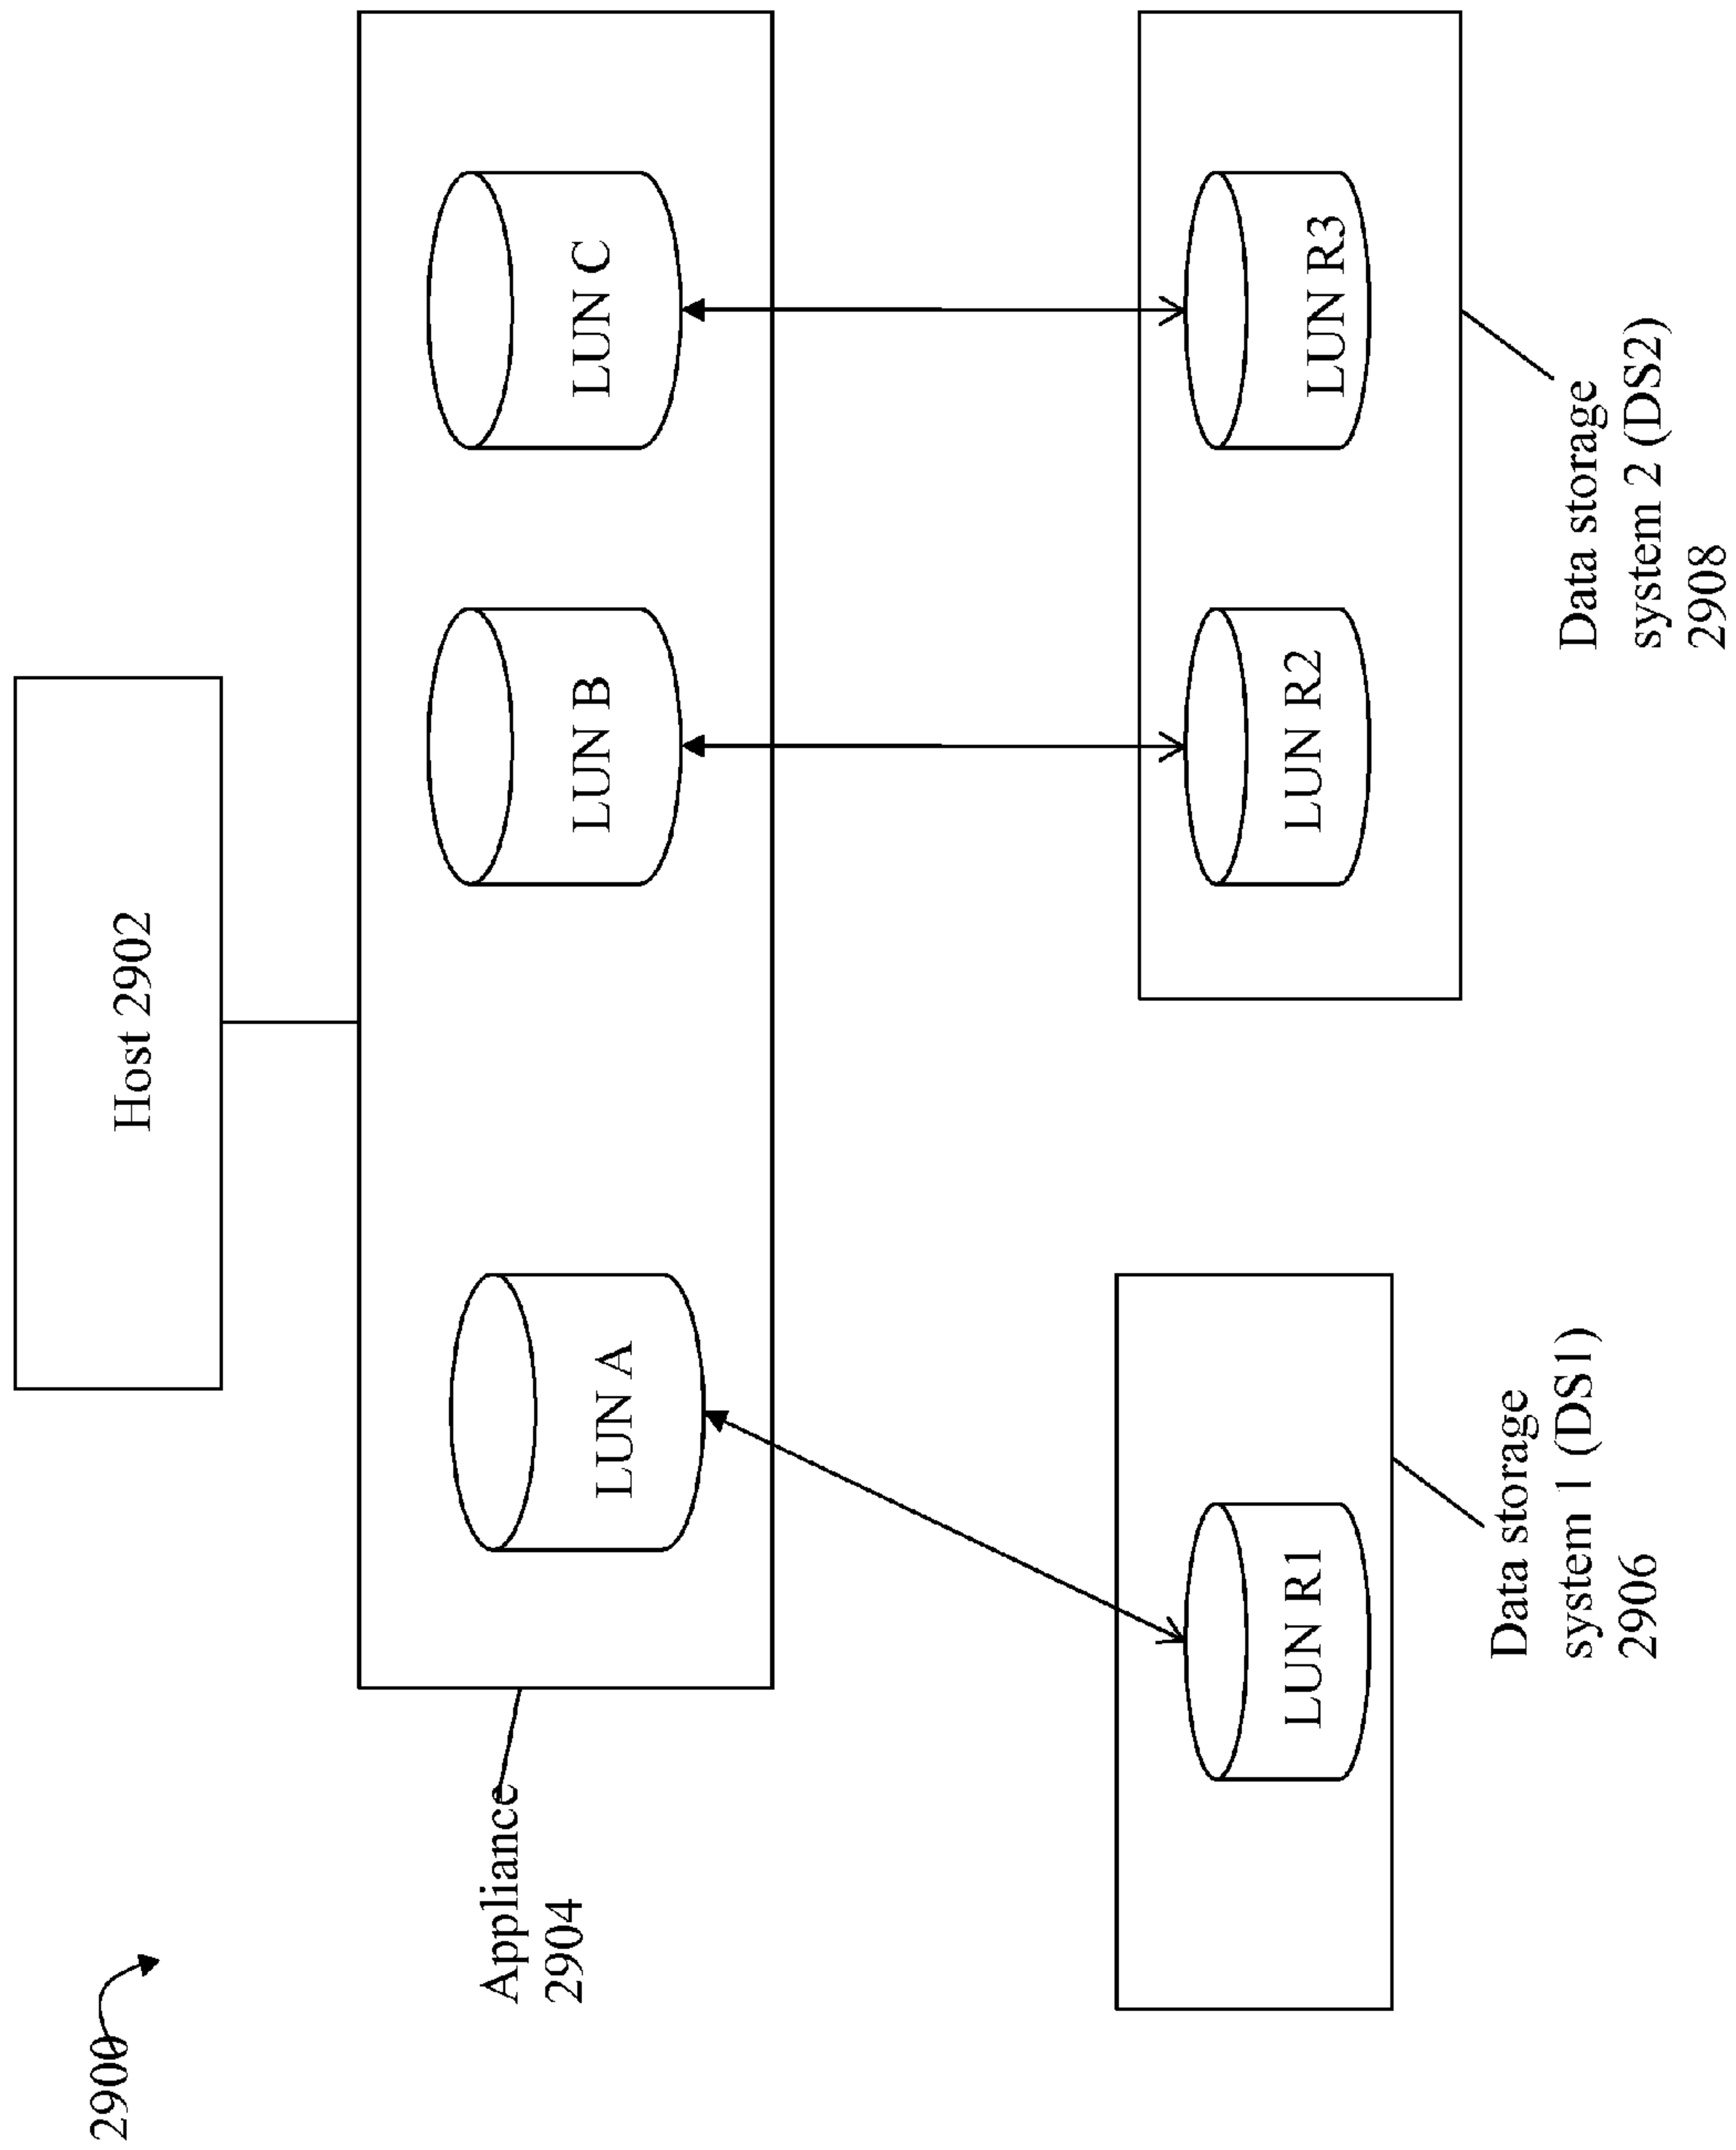 2900
Host 2902
Appliance
2904
LUN A
LUN B
LUN C
LUN R1
LUN R2
LUN R3
Data storage
system 1 (DS1)
2906
Data storage
system 2 (DS2)
2908